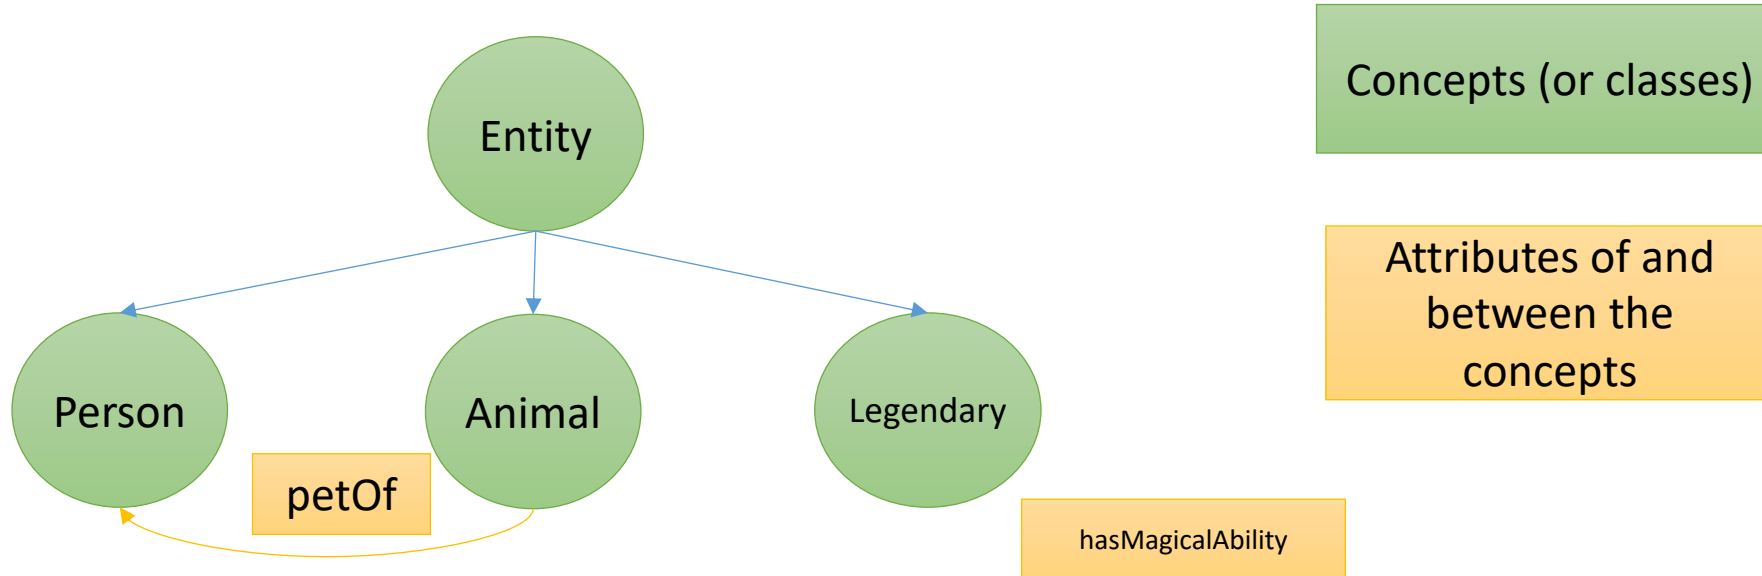 Entity
Concepts (or classes)
Attributes of and
between the
concepts
Person
Animal
Legendary
petOf
hasMagicalAbility